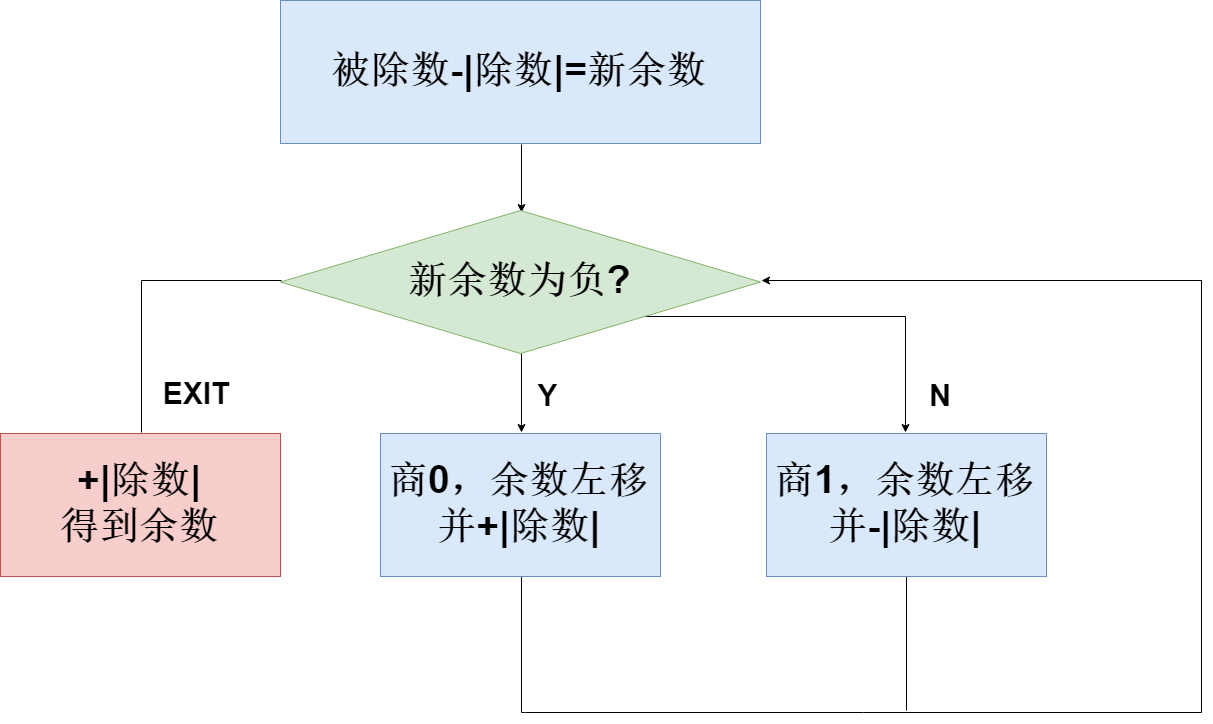 被除数-|除数|=新余数
新余数为负?
EXIT
Y
N
+|除数|
得到余数
商0，余数左移
并+|除数|
商1，余数左移
并-|除数|